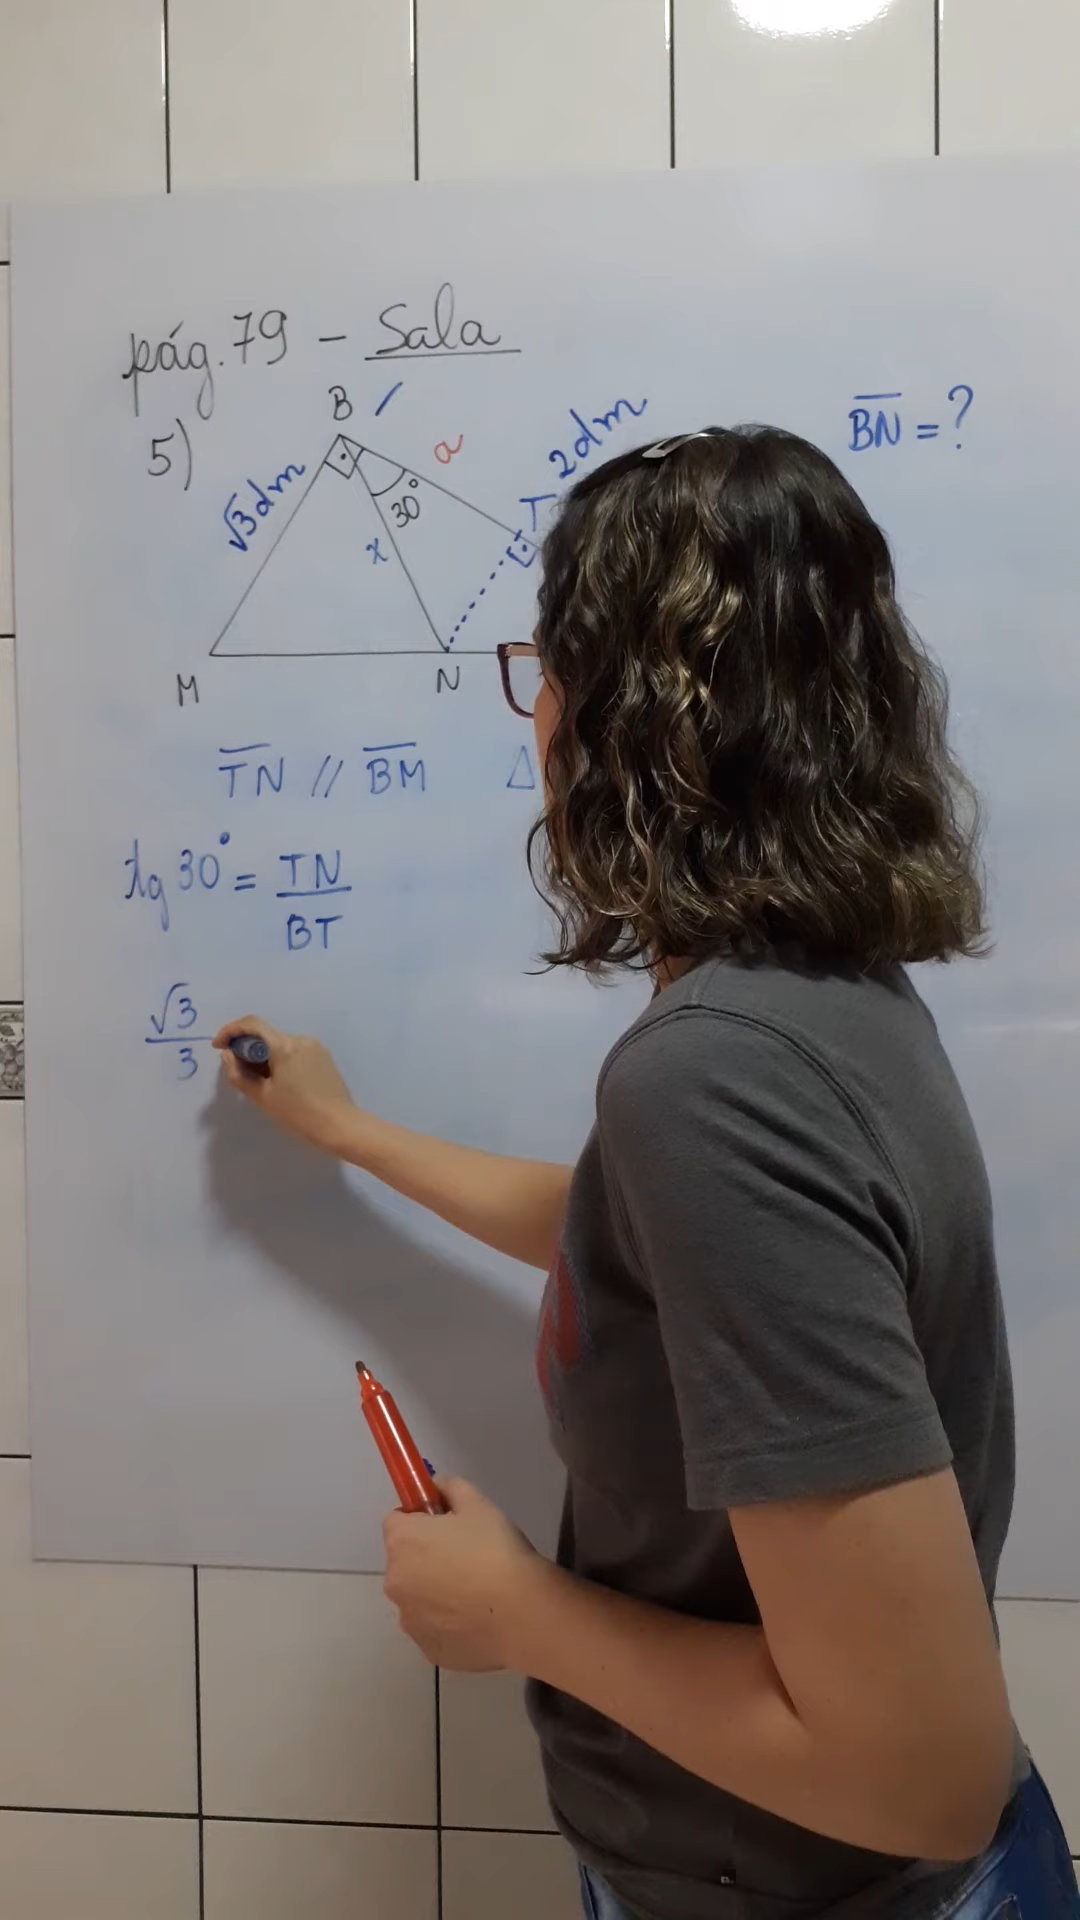 pág. 79 - Sala
5)
B
a
2dm
BN = ?
√3dm
30°
T
x
M
N
TN // BM
Δ
tg 30° = TN
BT
√3
3